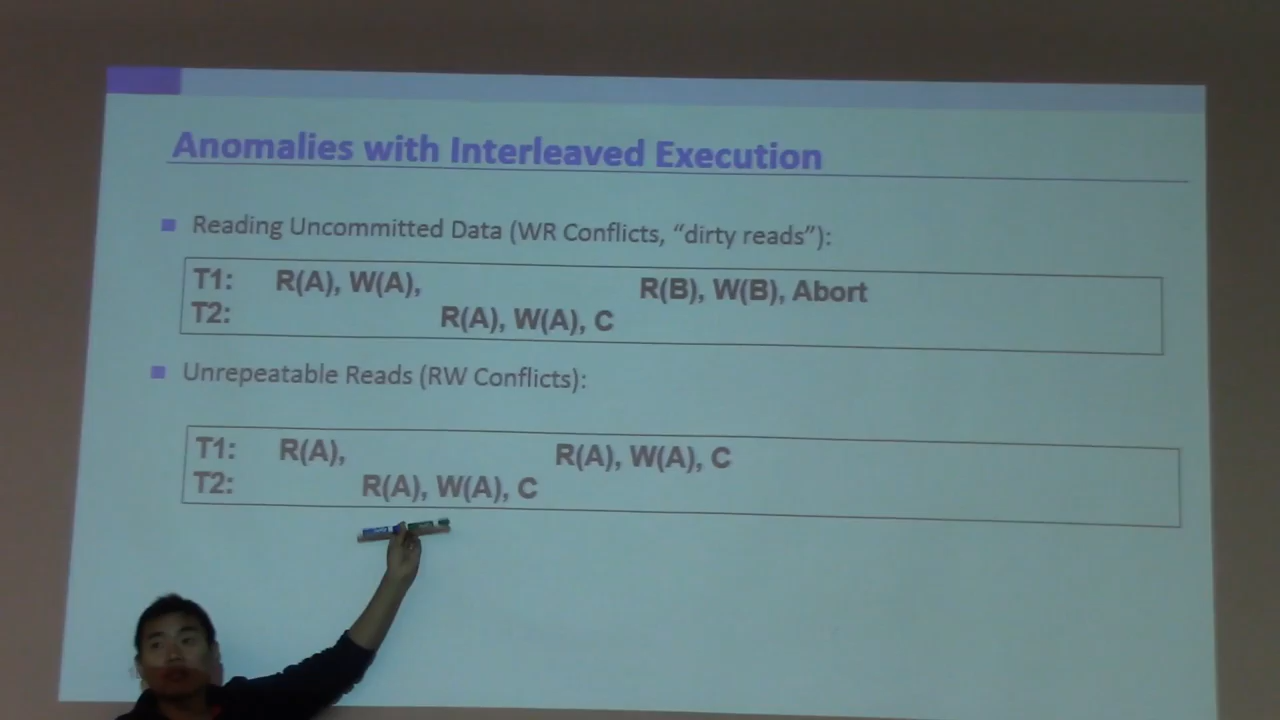 Anomalies with Interleaved Execution
Reading Uncommitted Data (WR Conflicts, “dirty reads”):
T1: R(A), W(A), R(B), W(B), Abort
T2: R(A), W(A), C
Unrepeatable Reads (RW Conflicts):
T1: R(A), R(A), W(A), C
T2: R(A), W(A), C